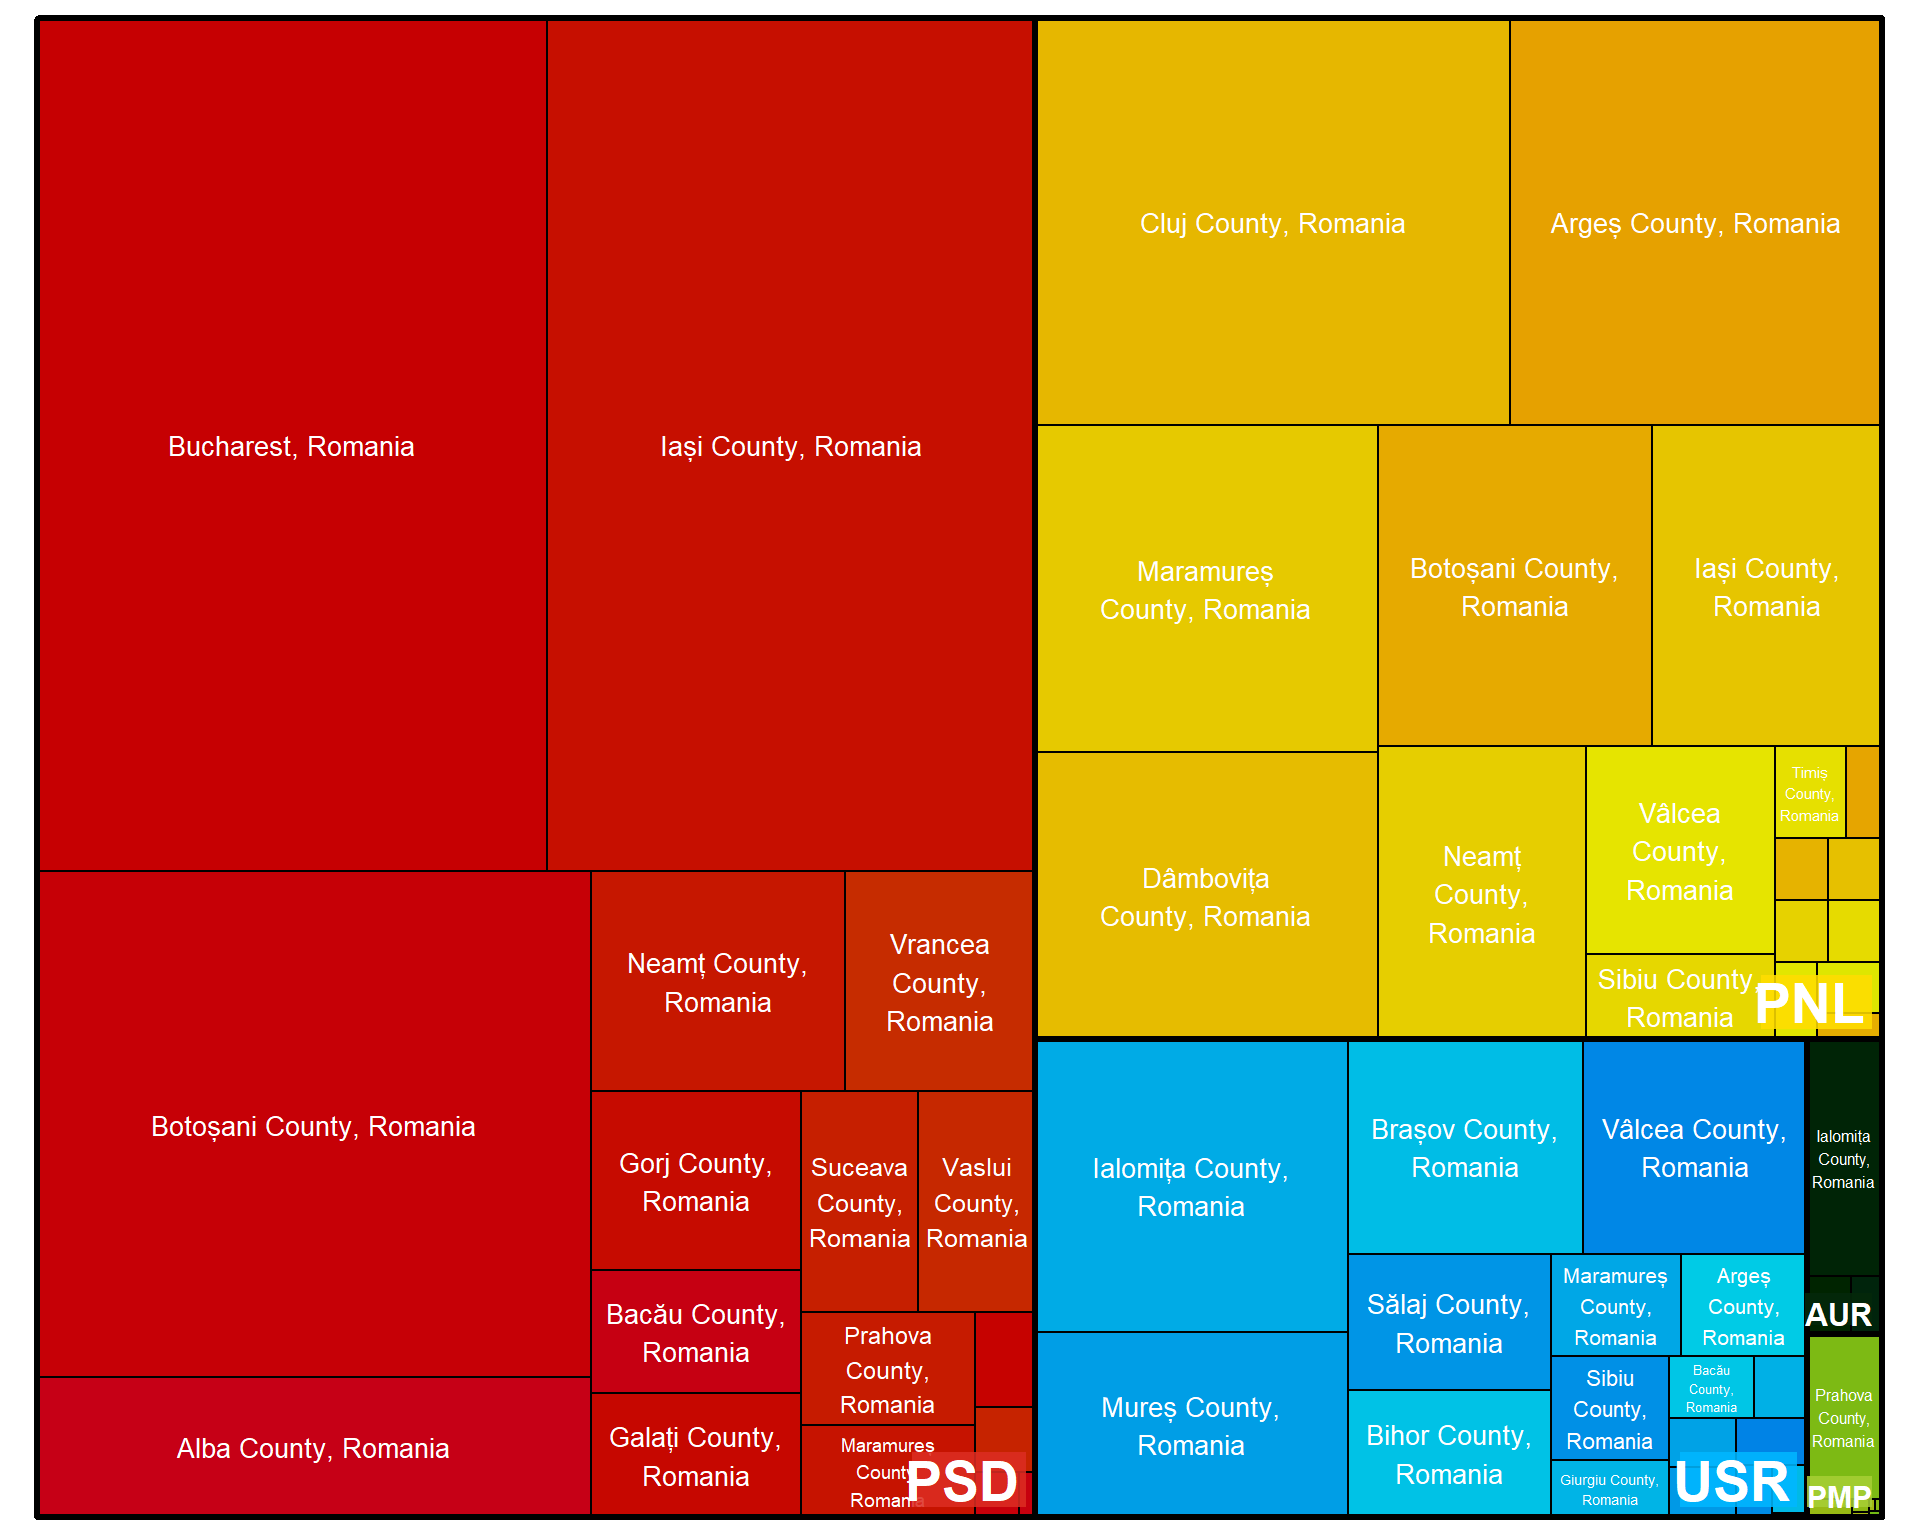 Bucharest, Romania
Iași County, Romania
Botoșani County, Romania
Alba County, Romania
Neamț County,
Romania
Vrancea
County,
Romania
Gorj County,
Romania
Suceava
County,
Romania
Vaslui
County,
Romania
Bacău County,
Romania
Galați County,
Romania
Prahova
County,
Romania
Maramureș
County,
Romania
PSD
Cluj County, Romania
Argeș County, Romania
Maramureș
County, Romania
Botoșani County,
Romania
Iași County,
Romania
Dâmbovița
County, Romania
Neamț
County,
Romania
Vâlcea
County,
Romania
Timiș
County,
Romania
Sibiu County,
Romania
PNL
Ialomița County,
Romania
Brașov County,
Romania
Vâlcea County,
Romania
Mureș County,
Romania
Sălaj County,
Romania
Maramureș
County,
Romania
Argeș
County,
Romania
Bihor County,
Romania
Sibiu
County,
Romania
Bacău
County,
Romania
Giurgiu County,
Romania
USR
Ialomița
County,
Romania
AUR
Prahova
County,
Romania
PMP